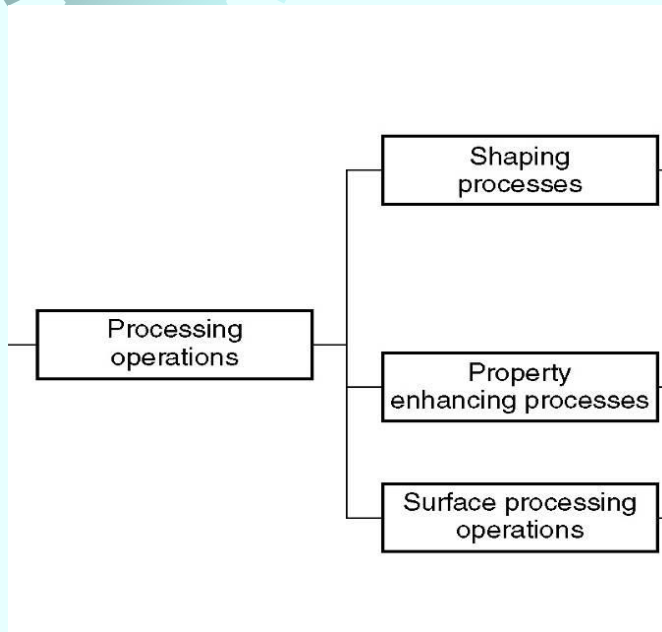 Shaping
processes
Processing
operations
Property
enhancing processes
Surface processing
operations